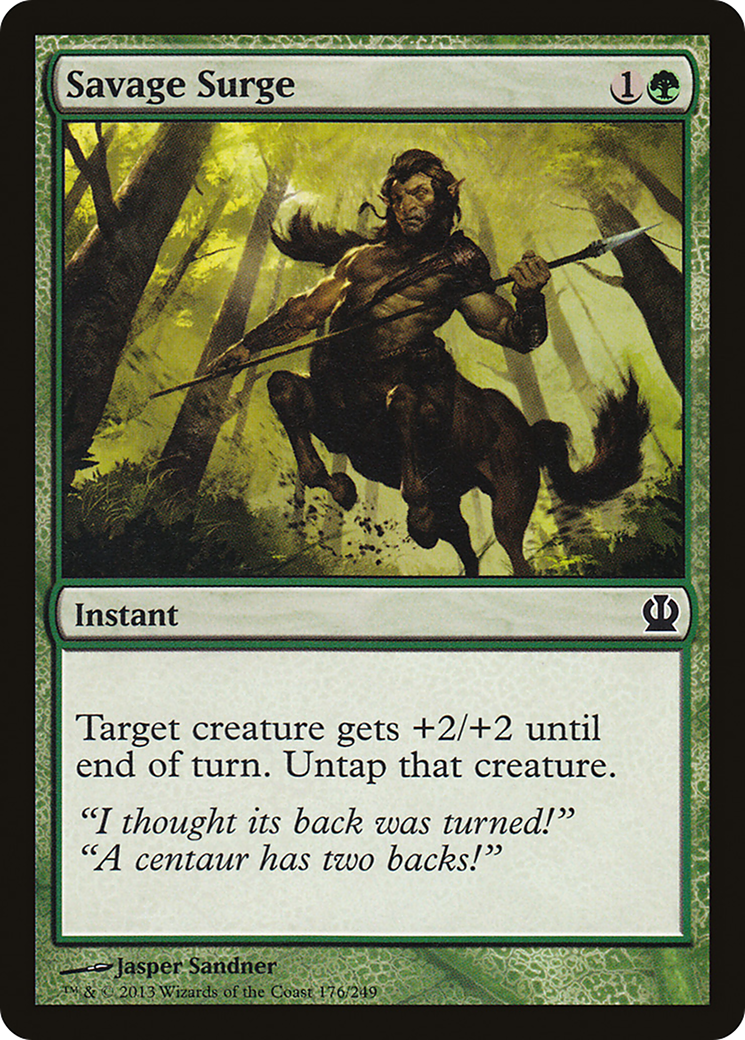 Savage Surge
1
Instant
Target creature gets +2/+2 until
end of turn. Untap that creature.
“I thought its back was turned!”
“A centaur has two backs!”
Jasper Sandner
™ & © 2013 Wizards of the Coast 176/249